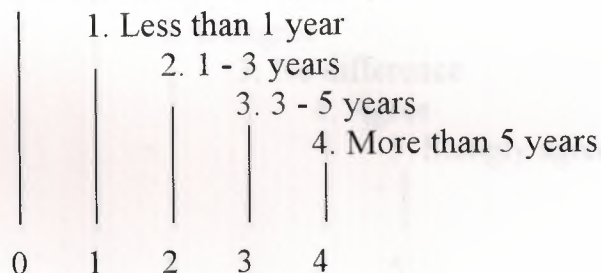 1. Less than 1 year
2. 1 - 3 years
3. 3 - 5 years
4. More than 5 years
0 1 2 3 4